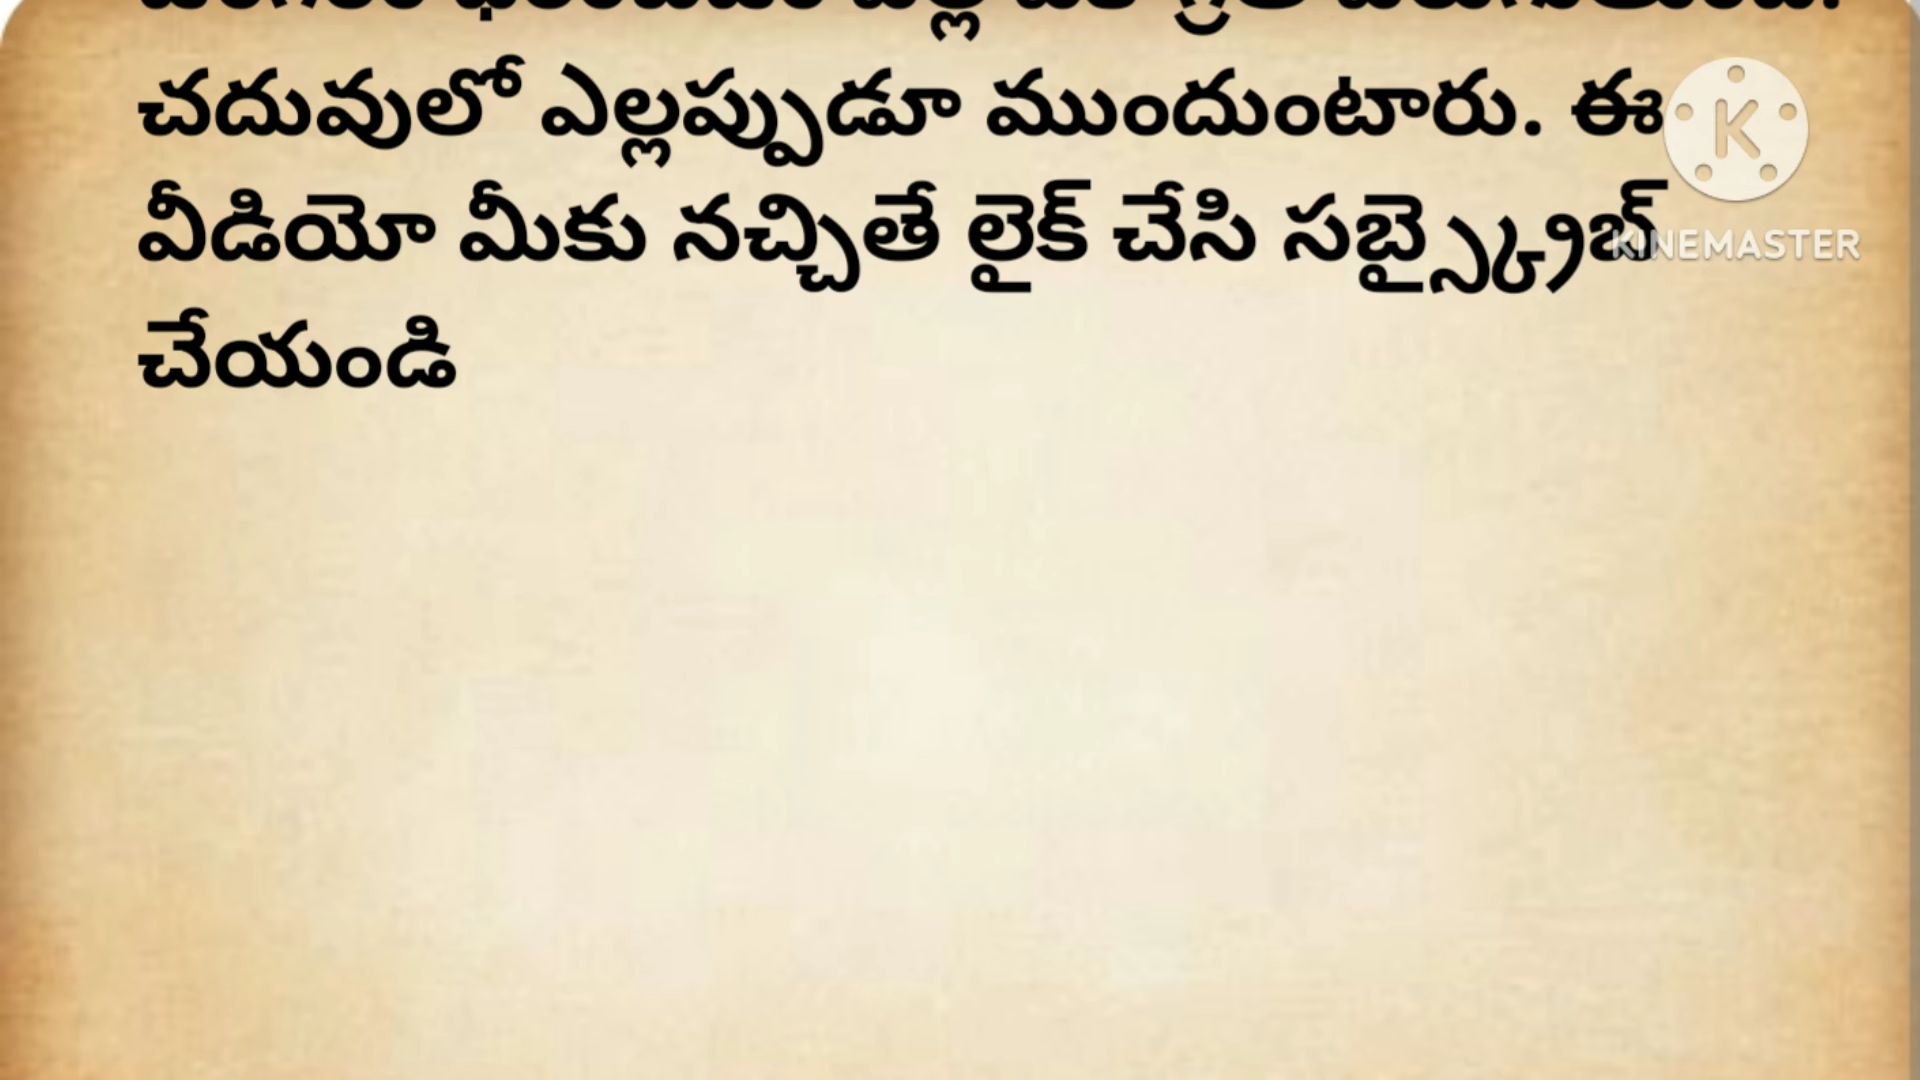 చదువులో ఎల్లప్పుడూ ముందుంటారు. ఈ
వీడియో మీకు నచ్చితే లైక్ చేసి సబ్స్క్రైబ్
చేయండి
KINEMASTER